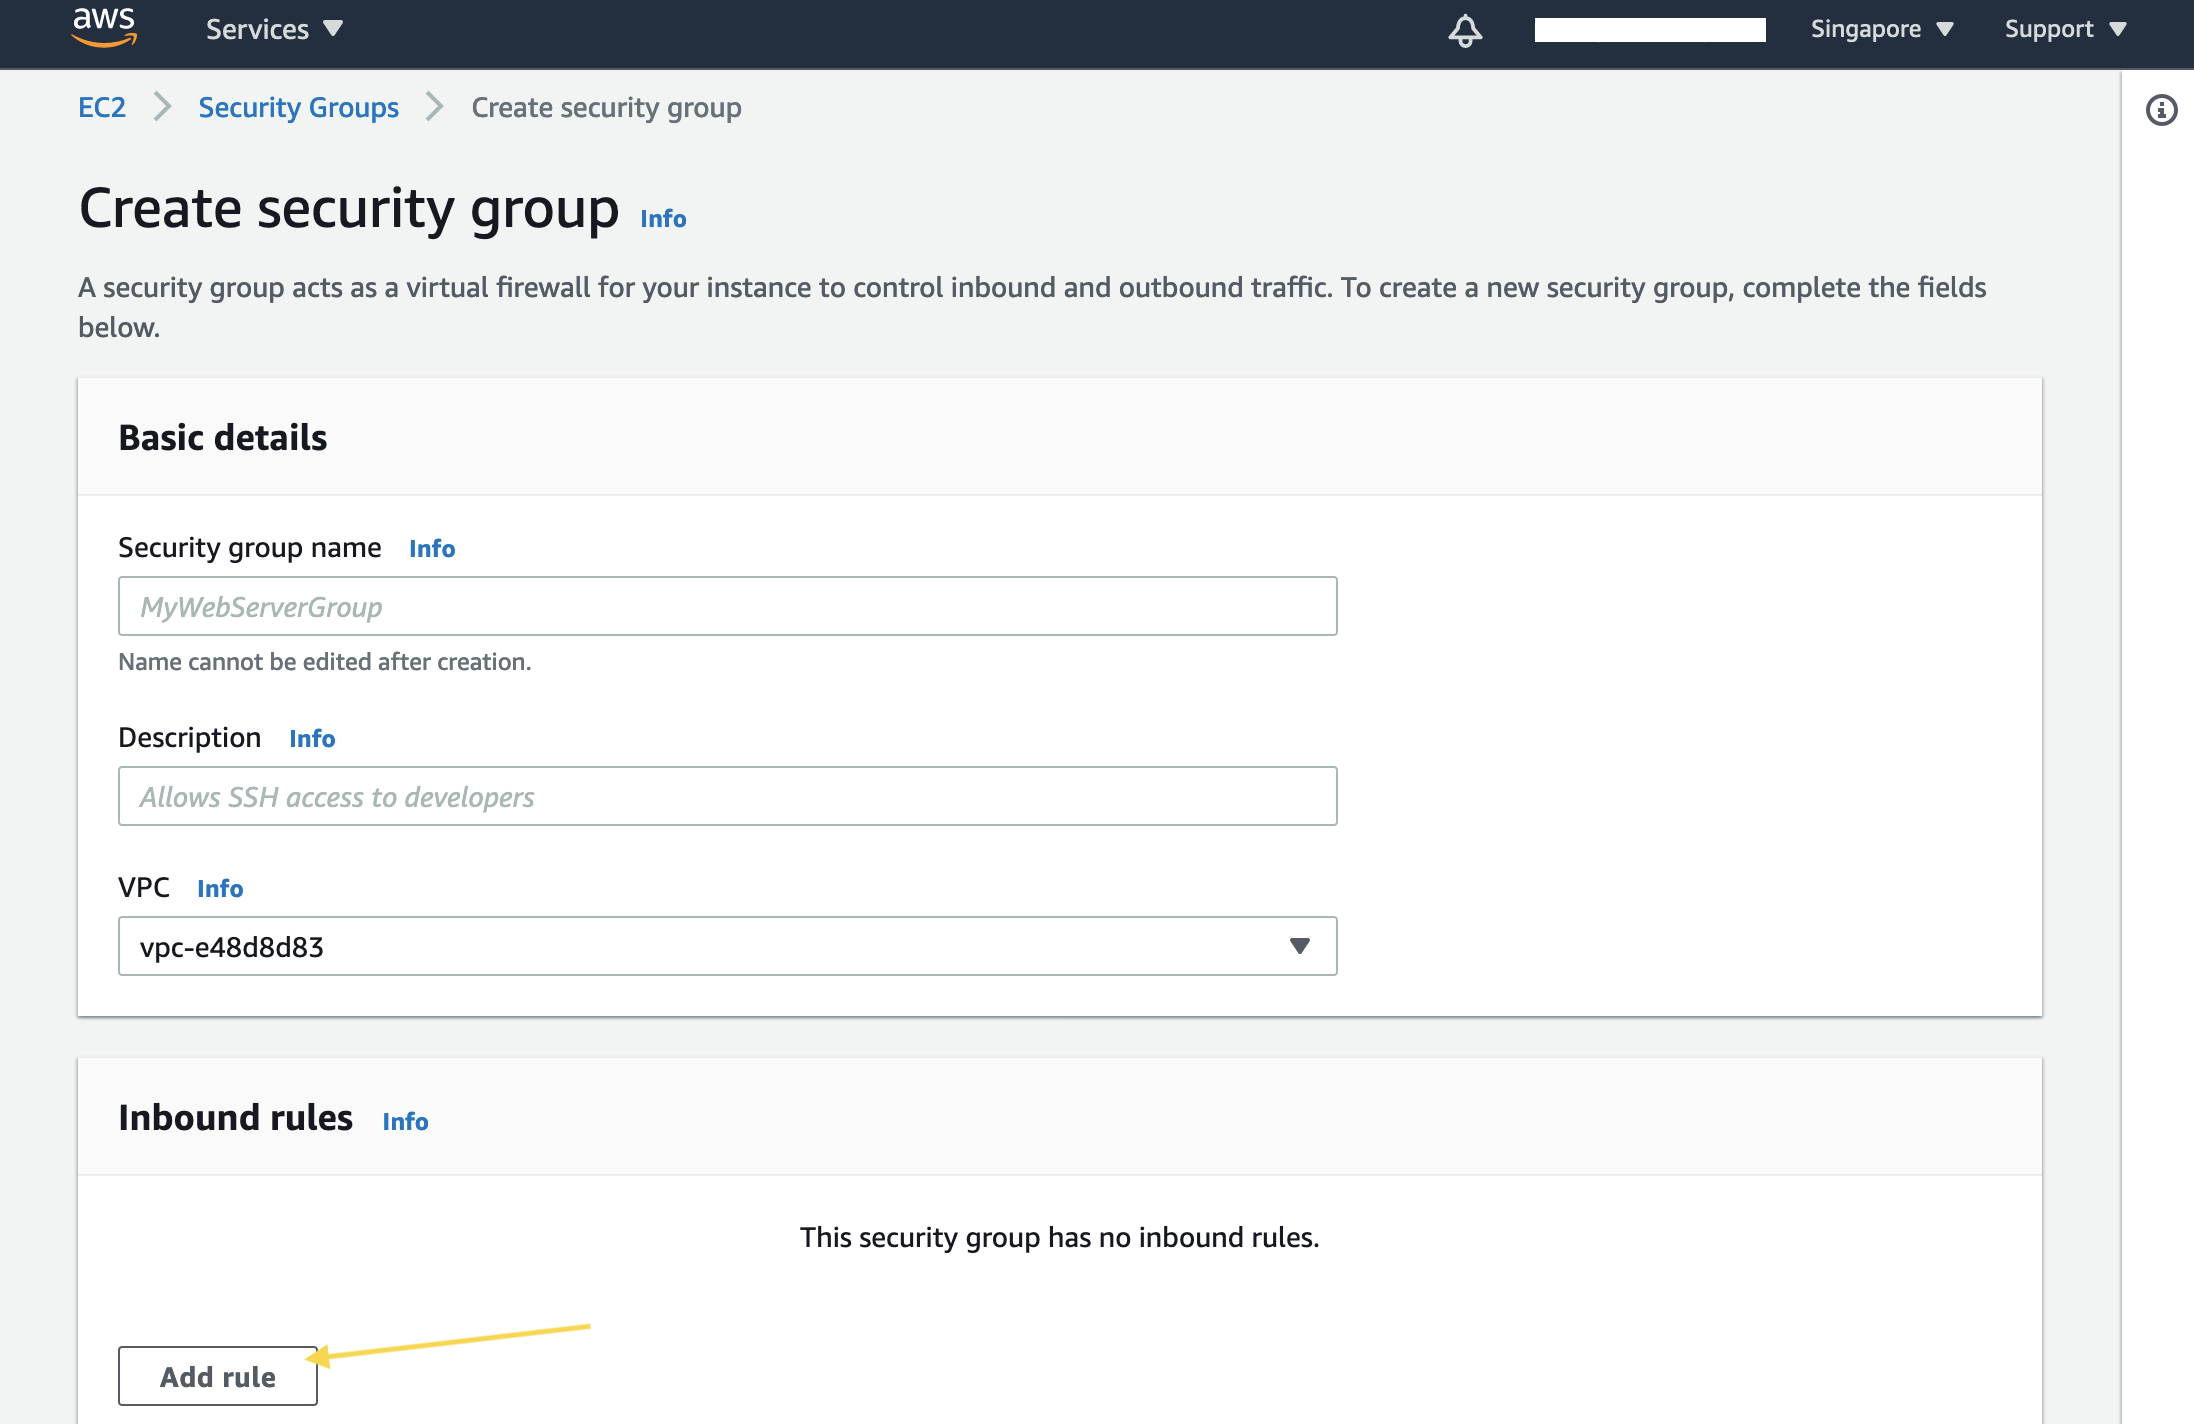 aws Services Singapore Support
EC2 Security Groups Create security group
Create security group Info
A security group acts as a virtual firewall for your instance to control inbound and outbound traffic. To create a new security group, complete the fields
below.
Basic details
Security group name Info
MyWebServerGroup
Name cannot be edited after creation.
Description Info
Allows SSH access to developers
VPC Info
vpc-e48d8d83
Inbound rules Info
This security group has no inbound rules.
Add rule